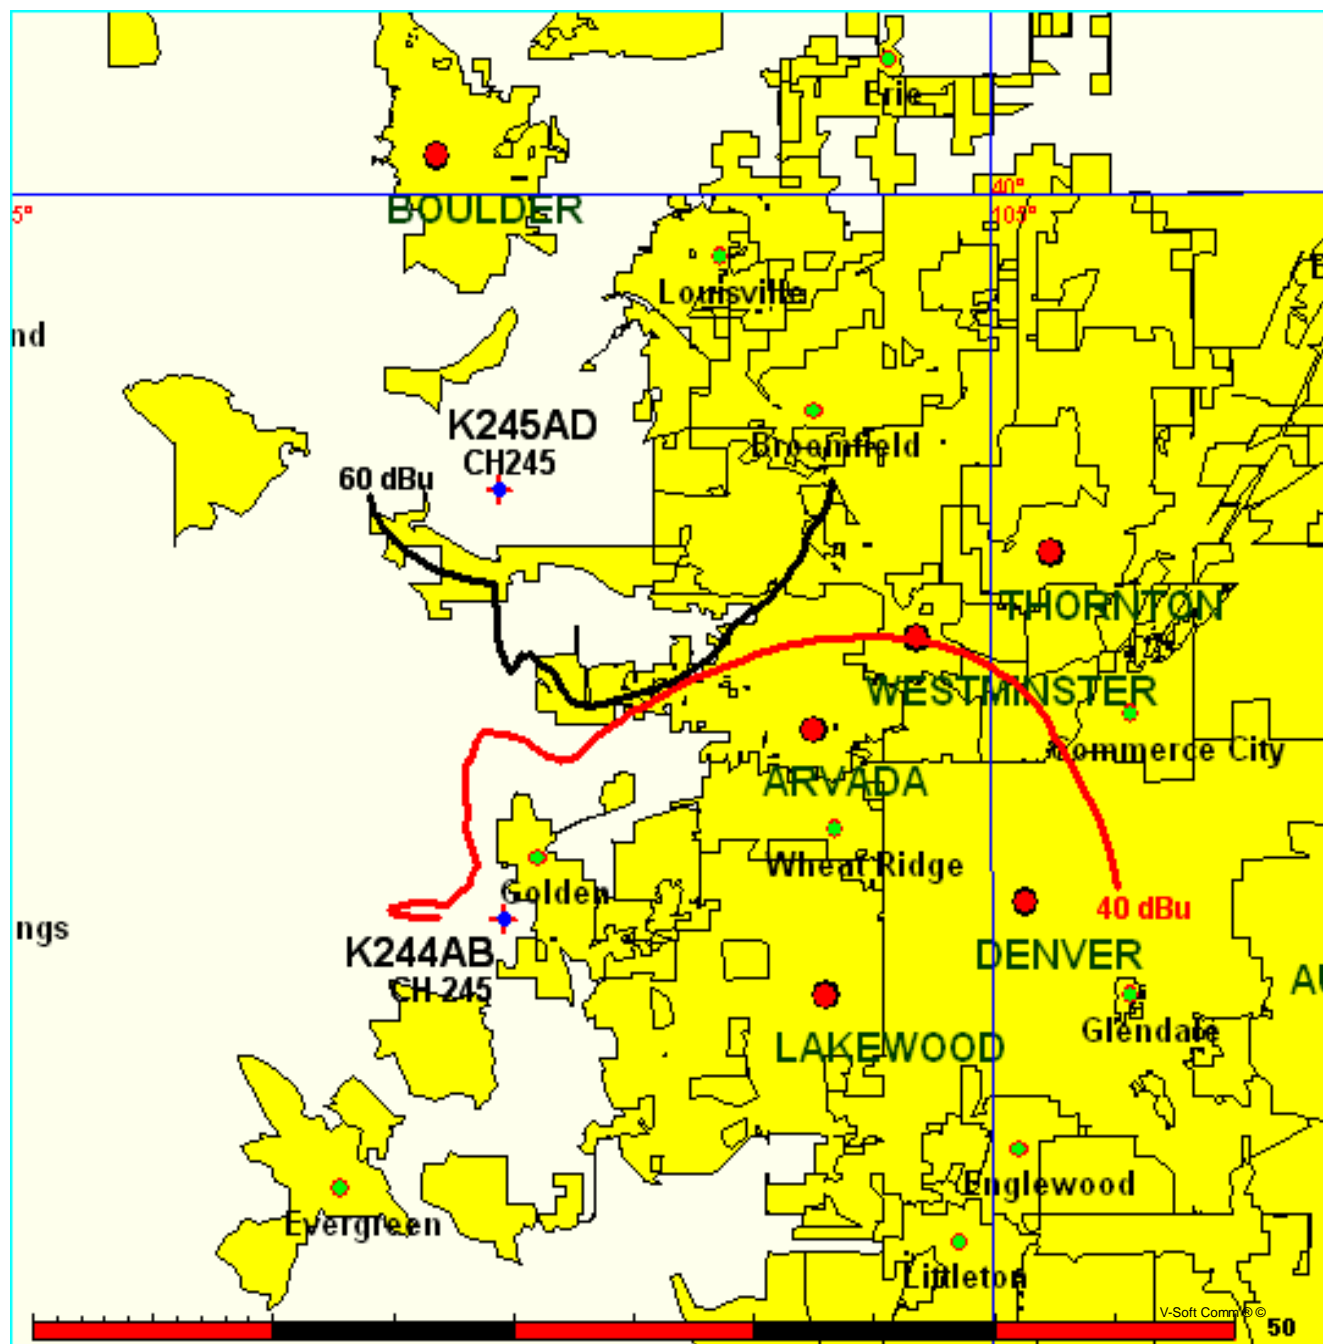 Erie
40°
BOULDER
5°
105°
Louisville
nd
K245AD
Broomfield
CH245
60 dBu
THORNTON
WESTMINSTER
Commerce City
ARVADA
Wheat Ridge
Golden
40 dBu
ngs
K244AB
DENVER
CH 245
AU
Glendale
LAKEWOOD
Englewood
Evergreen
Littleton
V-Soft Comm® ©
50